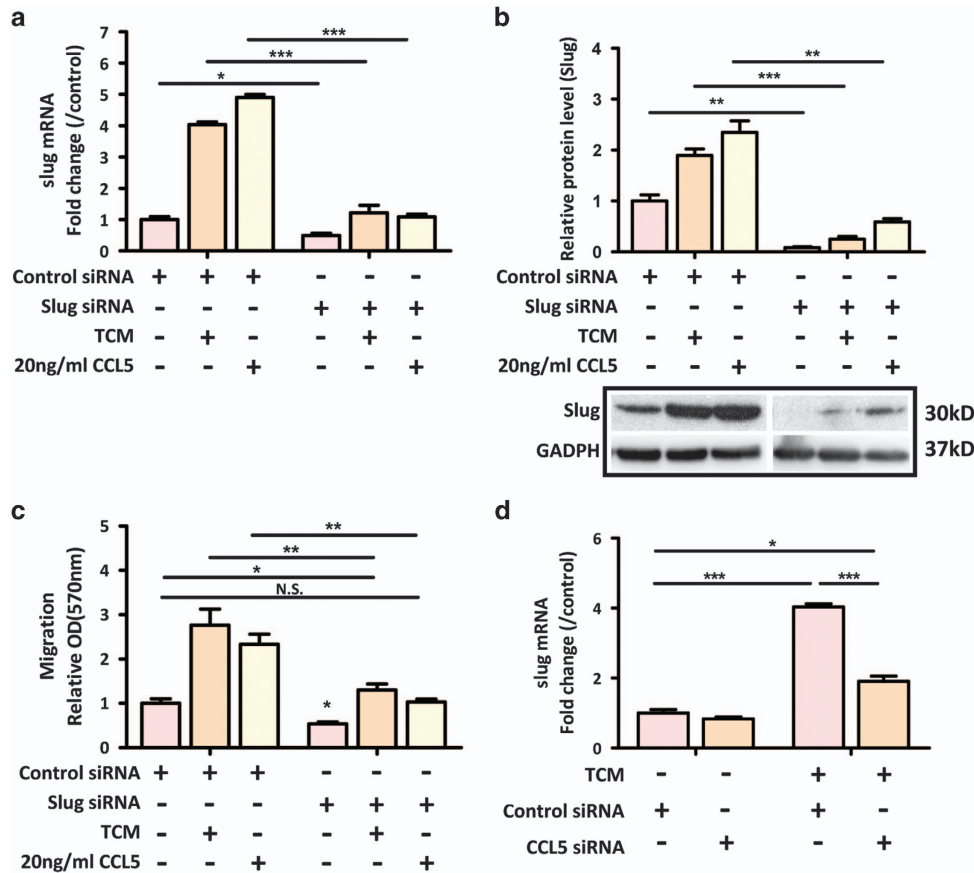 a
slug mRNA
Fold change (/control)
7
6
5
4
3
2
1
0
***
***
*
Control siRNA + + + - - -
Slug siRNA - - - + + +
TCM - + - - + -
20ng/ml CCL5 - - + - - +
b
Relative protein level (Slug)
4
3
2
1
0
**
***
**
Control siRNA + + + - - -
Slug siRNA - - - + + +
TCM - + - - + -
20ng/ml CCL5 - - + - - +
Slug 30kD
GADPH 37kD
c
Migration
Relative OD(570nm)
5
4
3
2
1
0
**
**
*
N.S.
*
Control siRNA + + + - - -
Slug siRNA - - - + + +
TCM - + - - + -
20ng/ml CCL5 - - + - - +
d
slug mRNA
Fold change (/control)
6
4
2
0
*
*** ***
TCM - - + +
Control siRNA + - + -
CCL5 siRNA - + - +